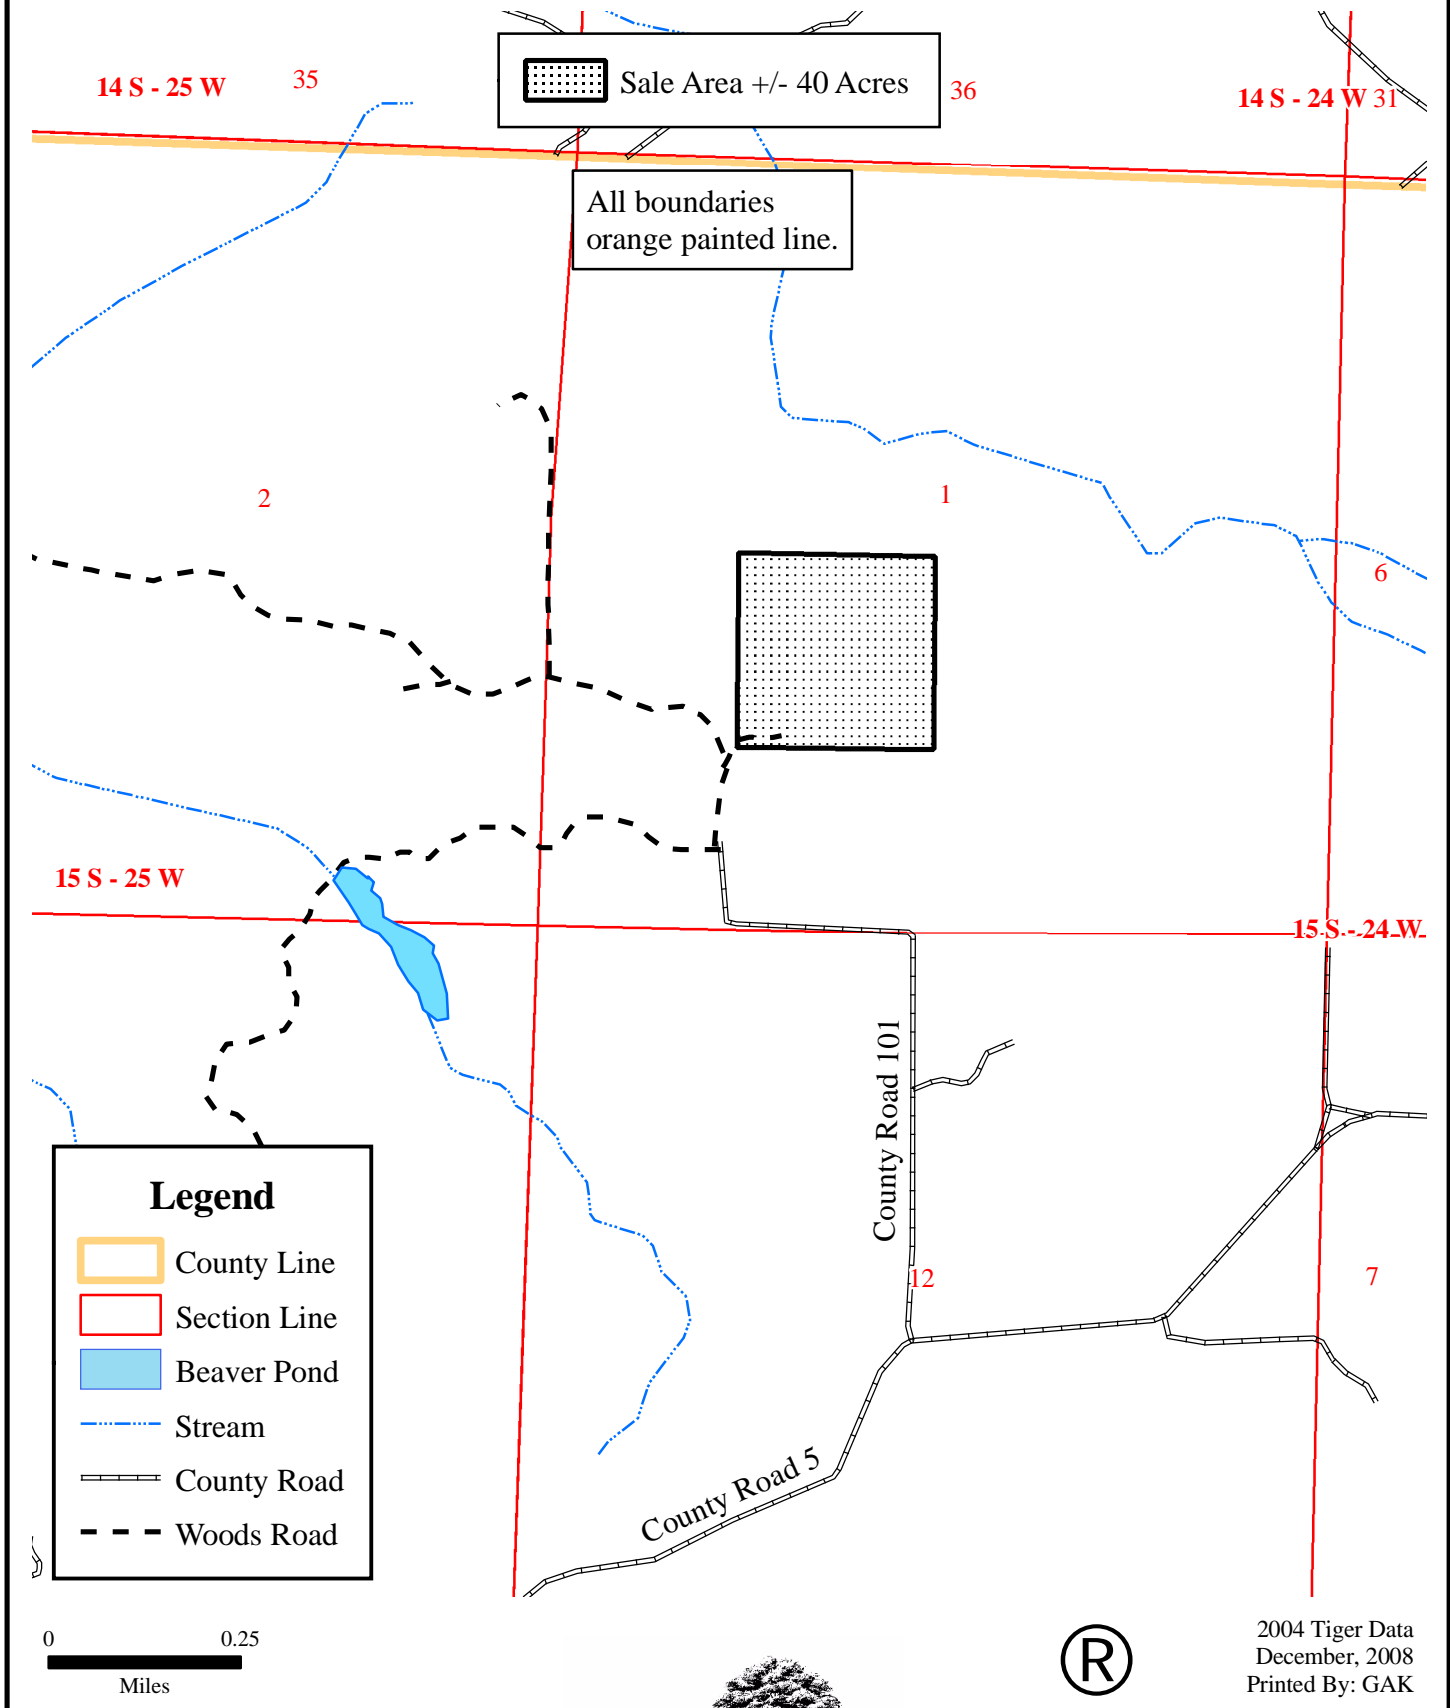 14 S - 25 W
35
Sale Area +/- 40 Acres
36
14 S - 24 W
31
All boundaries
orange painted line.
2
1
6
15 S - 25 W
15 S - 24 W
County Road 101
12
7
County Road 5
Legend
County Line
Section Line
Beaver Pond
Stream
County Road
Woods Road
0
0.25
Miles
®
2004 Tiger Data
December, 2008
Printed By: GAK